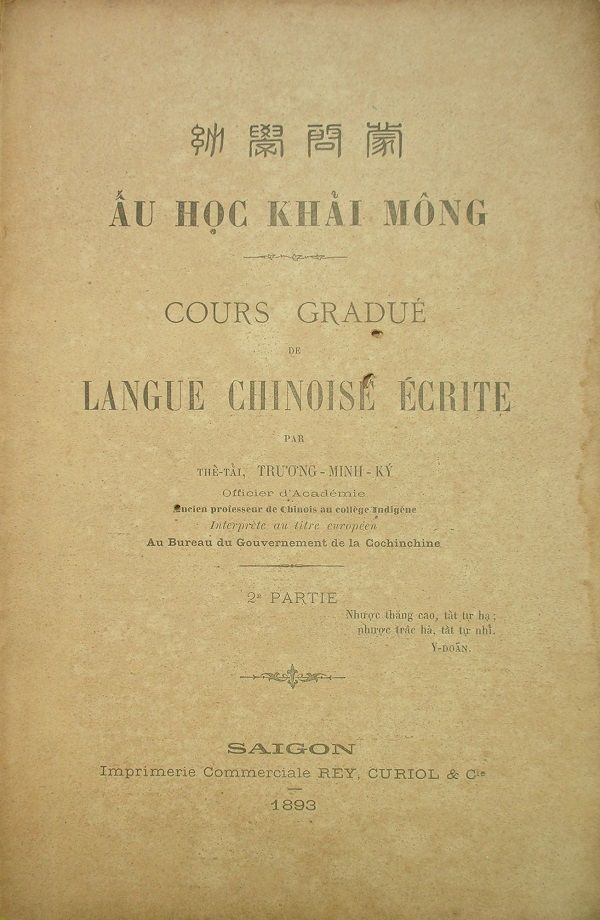 幼學啓蒙
ẤU HỌC KHẢI MÔNG
COURS GRADUÉ
DE
LANGUE CHINOISE ÉCRITE
PAR
THẾ-TẢI, TRƯƠNG-MINH-KÝ
Officier d'Académie
Ancien professeur de Chinois au collège Indigène
Interprète au titre européen
Au Bureau du Gouvernement de la Cochinchine
2e PARTIE
Nhược thăng cao, tất tự hạ;
nhược trắc hà, tất tự nhĩ.
Y-DOÃN.
SAIGON
Imprimerie Commerciale REY, CURIOL & Cie
1893